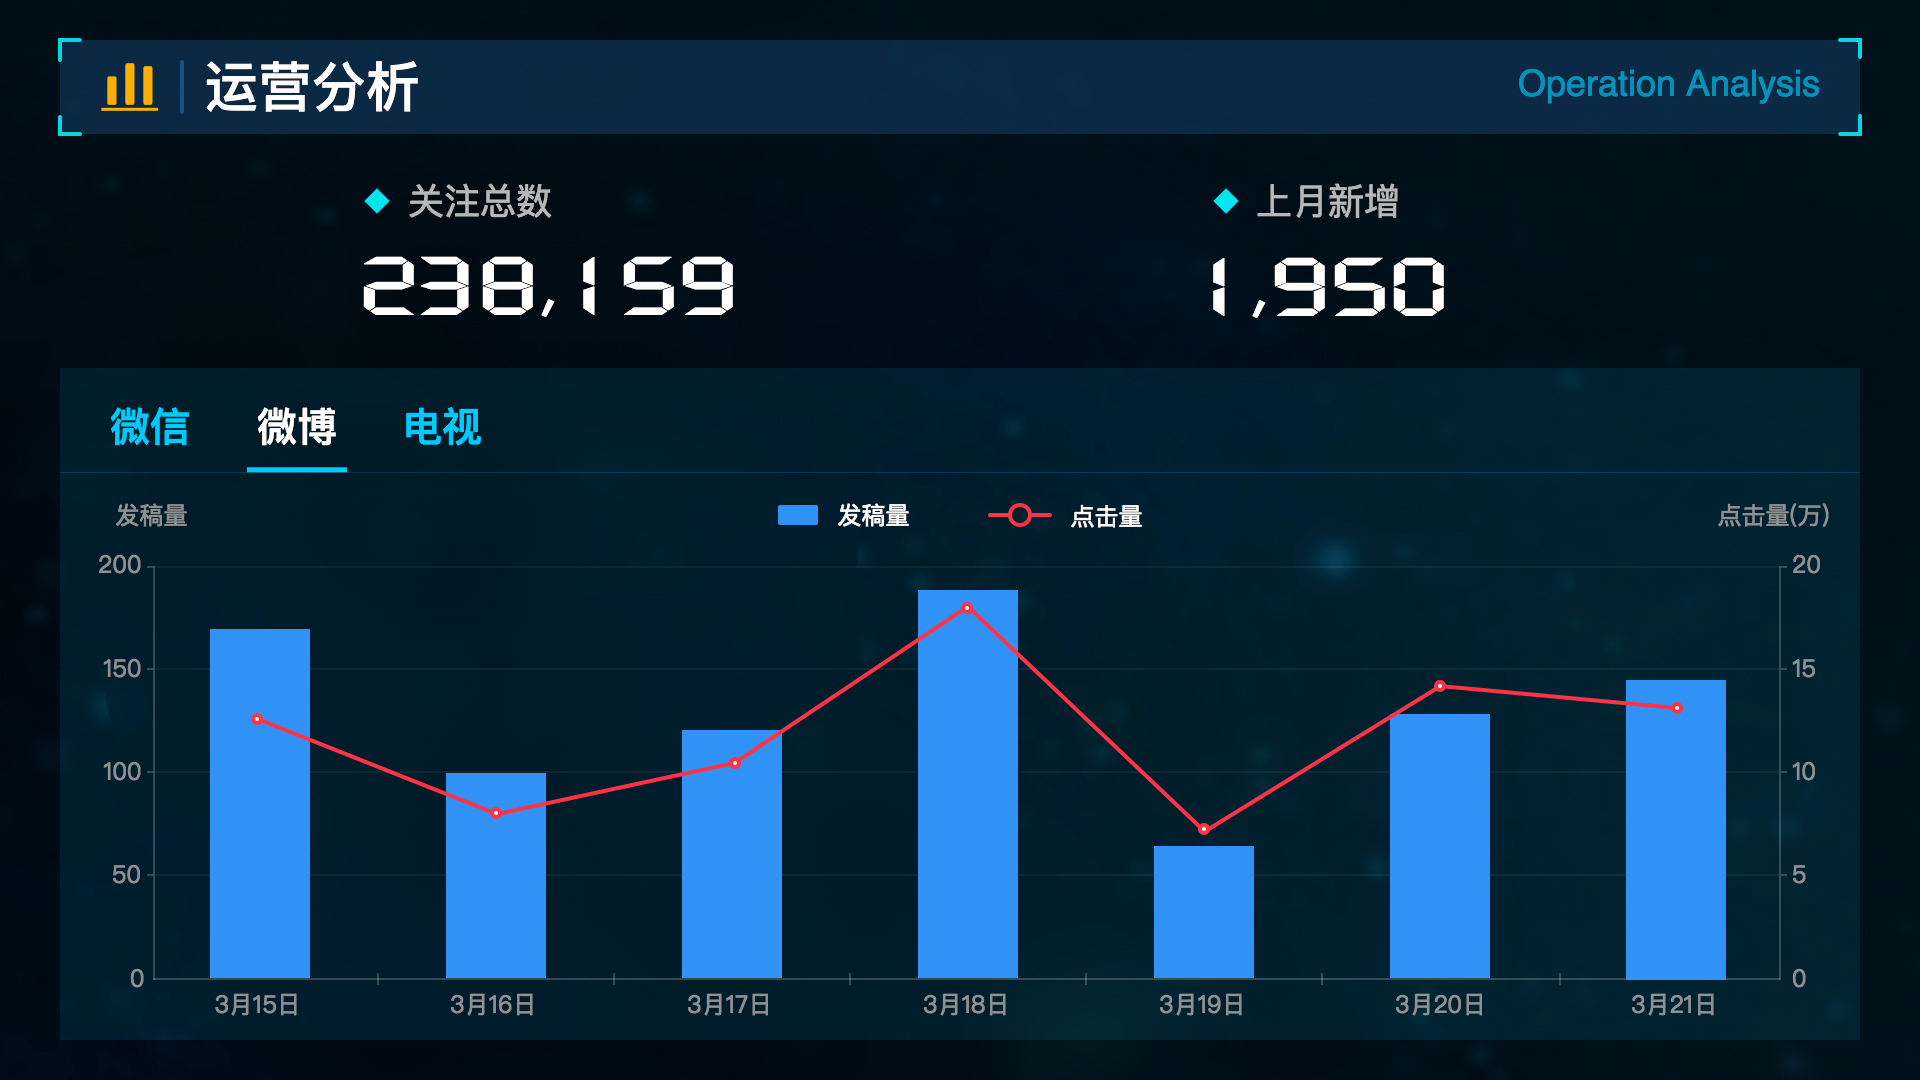 运营分析
Operation Analysis
关注总数
上月新增
238,159
1,950
微信 微博 电视
发稿量
发稿量
点击量
点击量(万)
200
150
100
50
0
20
15
10
5
0
3月15日 3月16日 3月17日 3月18日 3月19日 3月20日 3月21日